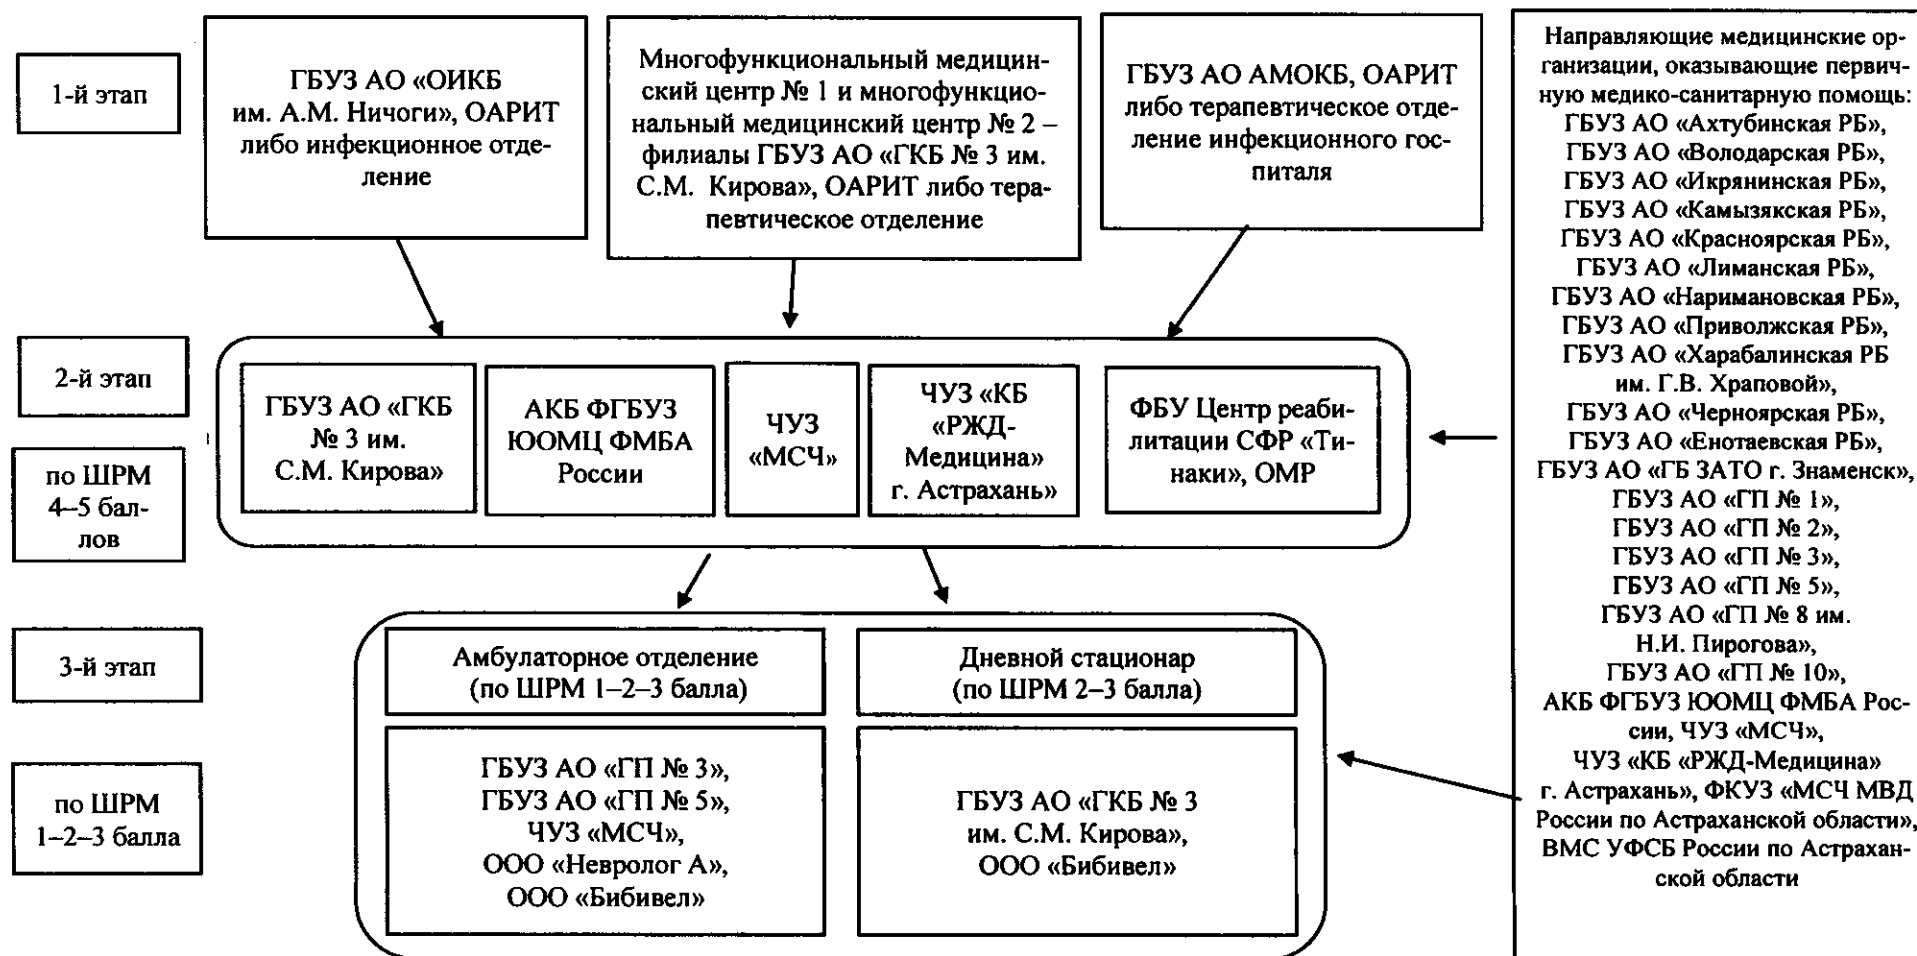 1-й этап
ГБУЗ АО «ОИКБ
им. А.М. Ничоги», ОАРИТ
либо инфекционное отде-
ление
Многофункциональный медицин-
ский центр № 1 и многофункцио-
нальный медицинский центр № 2 –
филиалы ГБУЗ АО «ГКБ № 3 им.
С.М. Кирова», ОАРИТ либо тера-
певтическое отделение
ГБУЗ АО АМОКБ, ОАРИТ
либо терапевтическое отде-
ление инфекционного гос-
питаля
2-й этап
по ШРМ
4–5 бал-
лов
ГБУЗ АО «ГКБ
№ 3 им.
С.М. Кирова»
АКБ ФГБУЗ
ЮОМЦ ФМБА
России
ЧУЗ
«МСЧ»
ЧУЗ «КБ
«РЖД-
Медицина»
г. Астрахань»
ФБУ Центр реаби-
литации СФР «Ти-
наки», ОМР
3-й этап
по ШРМ
1–2–3 балла
Амбулаторное отделение
(по ШРМ 1–2–3 балла)
Дневной стационар
(по ШРМ 2–3 балла)
ГБУЗ АО «ГП № 3»,
ГБУЗ АО «ГП № 5»,
ЧУЗ «МСЧ»,
ООО «Невролог А»,
ООО «Бибивел»
ГБУЗ АО «ГКБ № 3
им. С.М. Кирова»,
ООО «Бибивел»
Направляющие медицинские ор-
ганизации, оказывающие первич-
ную медико-санитарную помощь:
ГБУЗ АО «Ахтубинская РБ»,
ГБУЗ АО «Володарская РБ»,
ГБУЗ АО «Икрянинская РБ»,
ГБУЗ АО «Камызякская РБ»,
ГБУЗ АО «Красноярская РБ»,
ГБУЗ АО «Лиманская РБ»,
ГБУЗ АО «Наримановская РБ»,
ГБУЗ АО «Приволжская РБ»,
ГБУЗ АО «Харабалинская РБ
им. Г.В. Храповой»,
ГБУЗ АО «Черноярская РБ»,
ГБУЗ АО «Енотаевская РБ»,
ГБУЗ АО «ГБ ЗАТО г. Знаменск»,
ГБУЗ АО «ГП № 1»,
ГБУЗ АО «ГП № 2»,
ГБУЗ АО «ГП № 3»,
ГБУЗ АО «ГП № 5»,
ГБУЗ АО «ГП № 8 им.
Н.И. Пирогова»,
ГБУЗ АО «ГП № 10»,
АКБ ФГБУЗ ЮОМЦ ФМБА Рос-
сии, ЧУЗ «МСЧ»,
ЧУЗ «КБ «РЖД-Медицина»
г. Астрахань», ФКУЗ «МСЧ МВД
России по Астраханской области»,
ВМС УФСБ России по Астрахан-
ской области